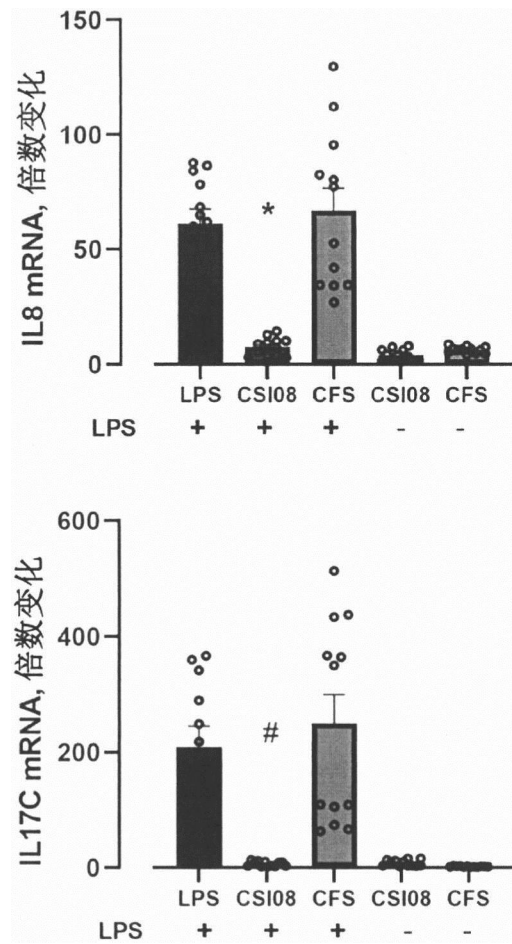 IL8 mRNA, 倍数变化
150
100
50
0
*
LPS CSI08 CFS CSI08 CFS
LPS + + + - -
IL17C mRNA, 倍数变化
600
400
200
0
#
LPS CSI08 CFS CSI08 CFS
LPS + + + - -